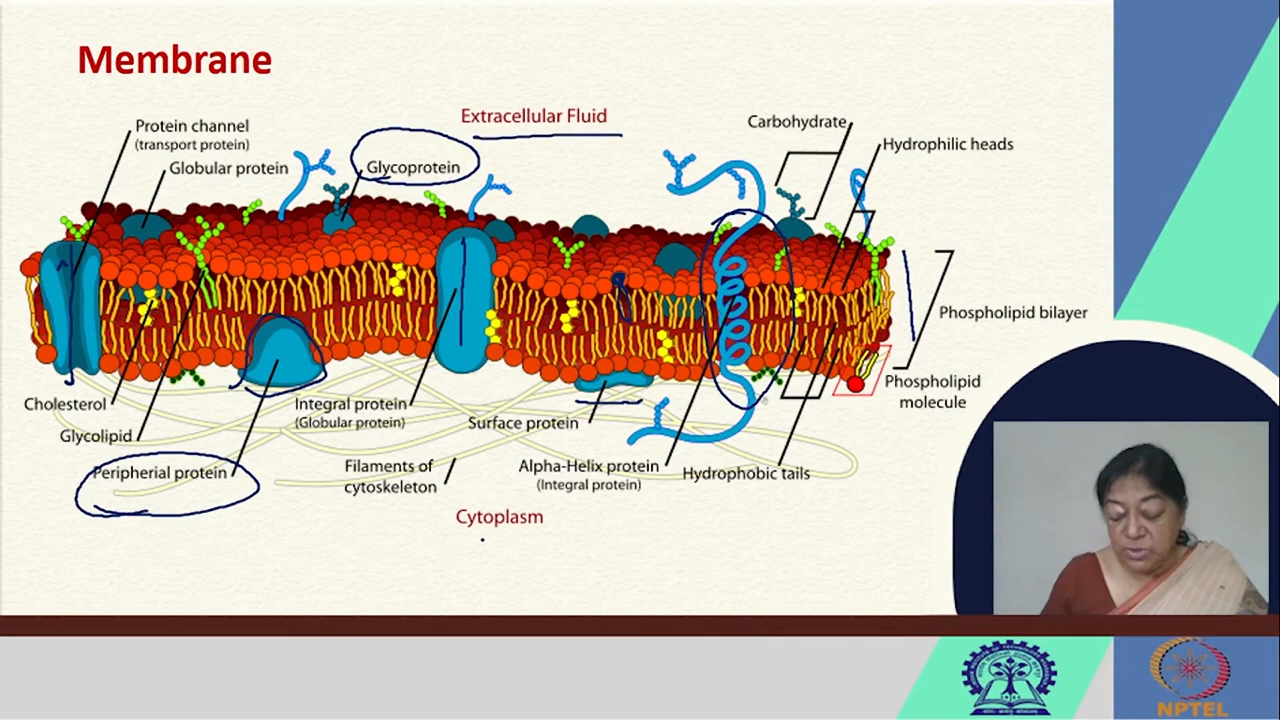 Membrane
Extracellular Fluid
Protein channel
(transport protein)
Globular protein
Glycoprotein
Carbohydrate
Hydrophilic heads
Phospholipid bilayer
Phospholipid
molecule
Cholesterol
Glycolipid
Peripherial protein
Integral protein
(Globular protein)
Filaments of
cytoskeleton
Surface protein
Alpha-Helix protein
(Integral protein)
Hydrophobic tails
Cytoplasm
NPTEL